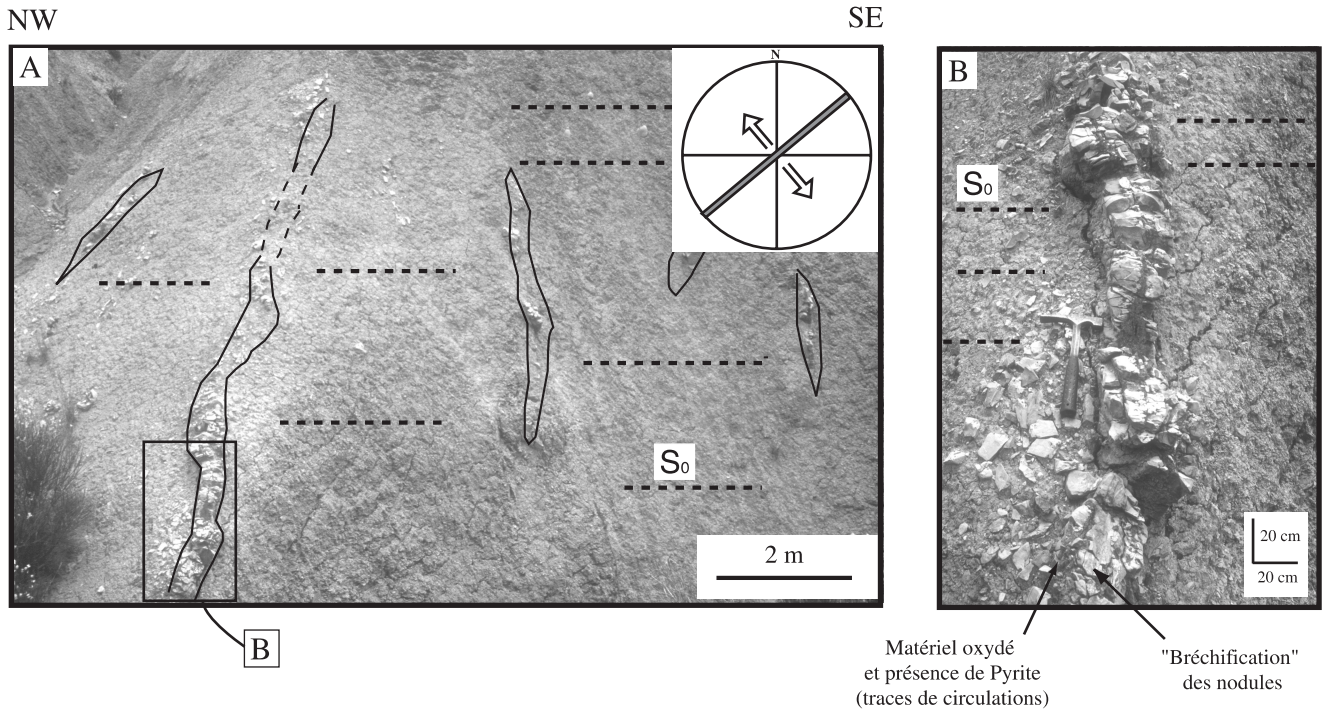 NW
SE
A
N
S₀
2 m
B
B
S₀
20 cm
20 cm
Matériel oxydé
et présence de Pyrite
(traces de circulations)
"Bréchification"
des nodules